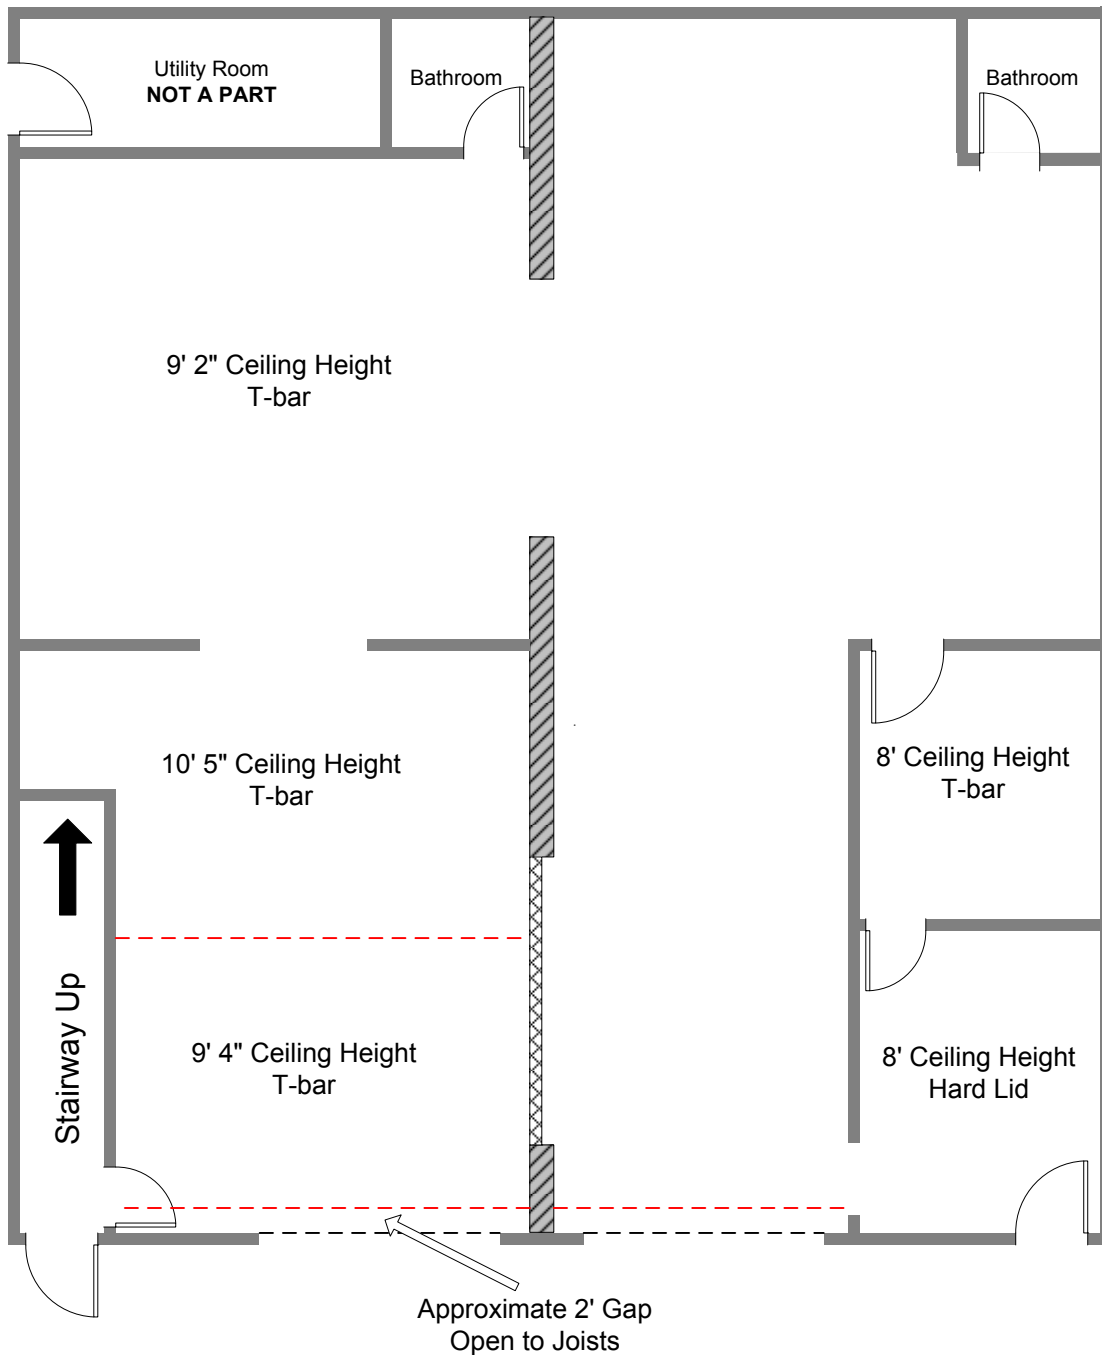 Utility Room
NOT A PART
Bathroom
Bathroom
9' 2" Ceiling Height
T-bar
10' 5" Ceiling Height
T-bar
8' Ceiling Height
T-bar
Stairway Up
9' 4" Ceiling Height
T-bar
8' Ceiling Height
Hard Lid
Approximate 2' Gap
Open to Joists